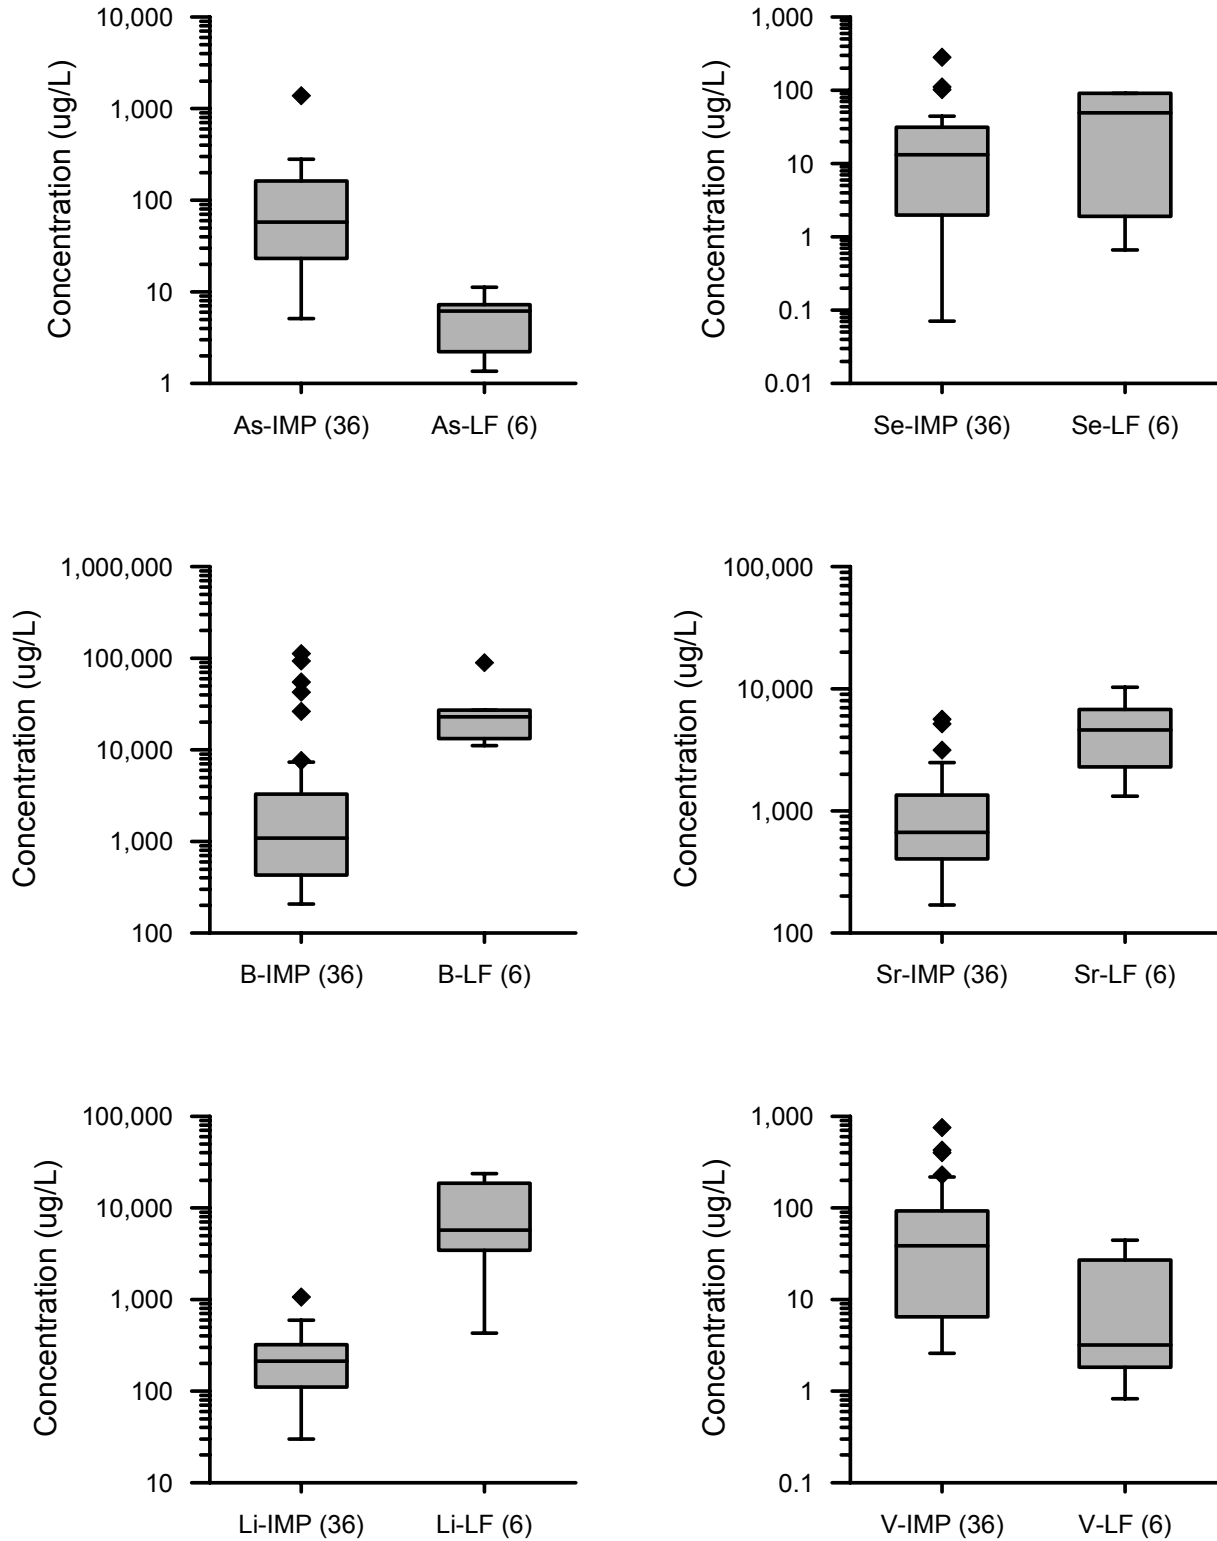 Concentration (ug/L)
10,000
1,000
100
10
1
As-IMP (36)
As-LF (6)
Concentration (ug/L)
1,000
100
10
1
0.1
0.01
Se-IMP (36)
Se-LF (6)
Concentration (ug/L)
1,000,000
100,000
10,000
1,000
100
B-IMP (36)
B-LF (6)
Concentration (ug/L)
100,000
10,000
1,000
100
Sr-IMP (36)
Sr-LF (6)
Concentration (ug/L)
100,000
10,000
1,000
100
10
Li-IMP (36)
Li-LF (6)
Concentration (ug/L)
1,000
100
10
1
0.1
V-IMP (36)
V-LF (6)